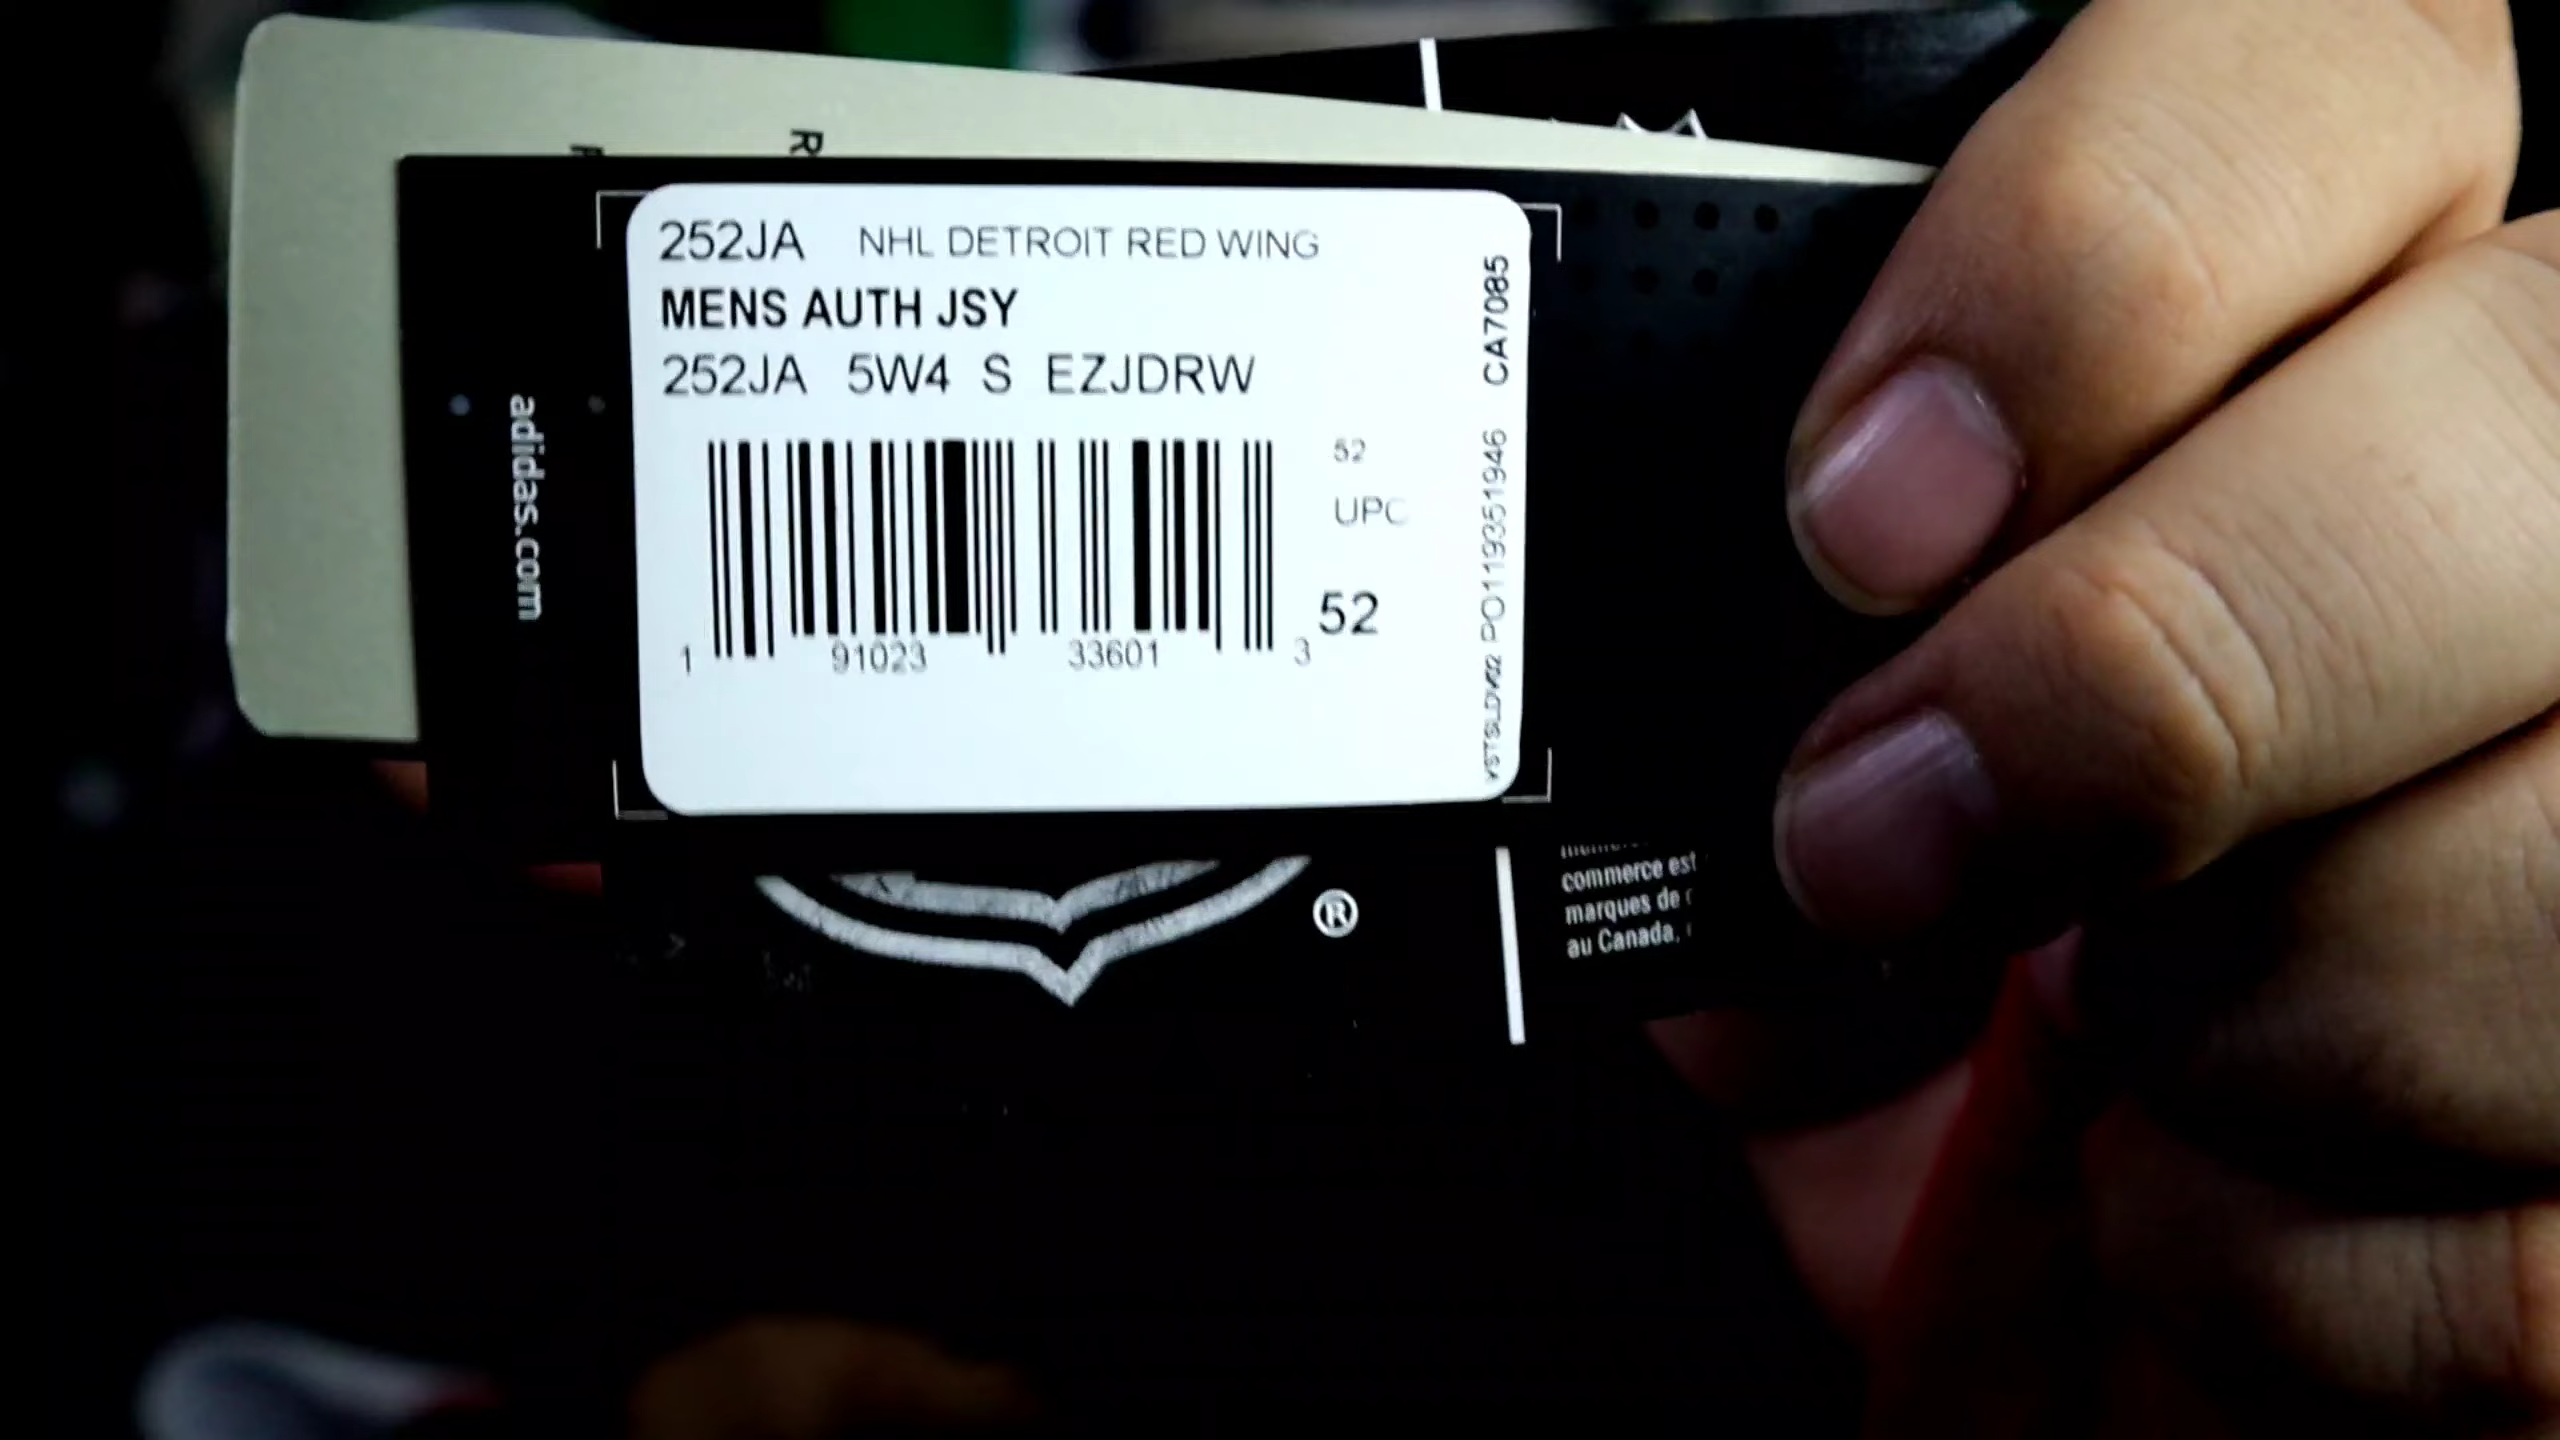 R
252JA NHL DETROIT RED WING
MENS AUTH JSY
252JA 5W4 S EZJDRW
52
UPC
52
1 91023 33601 3
CA7085
PO119351946
adidas.com
®
commerce est
marques de
au Canada,